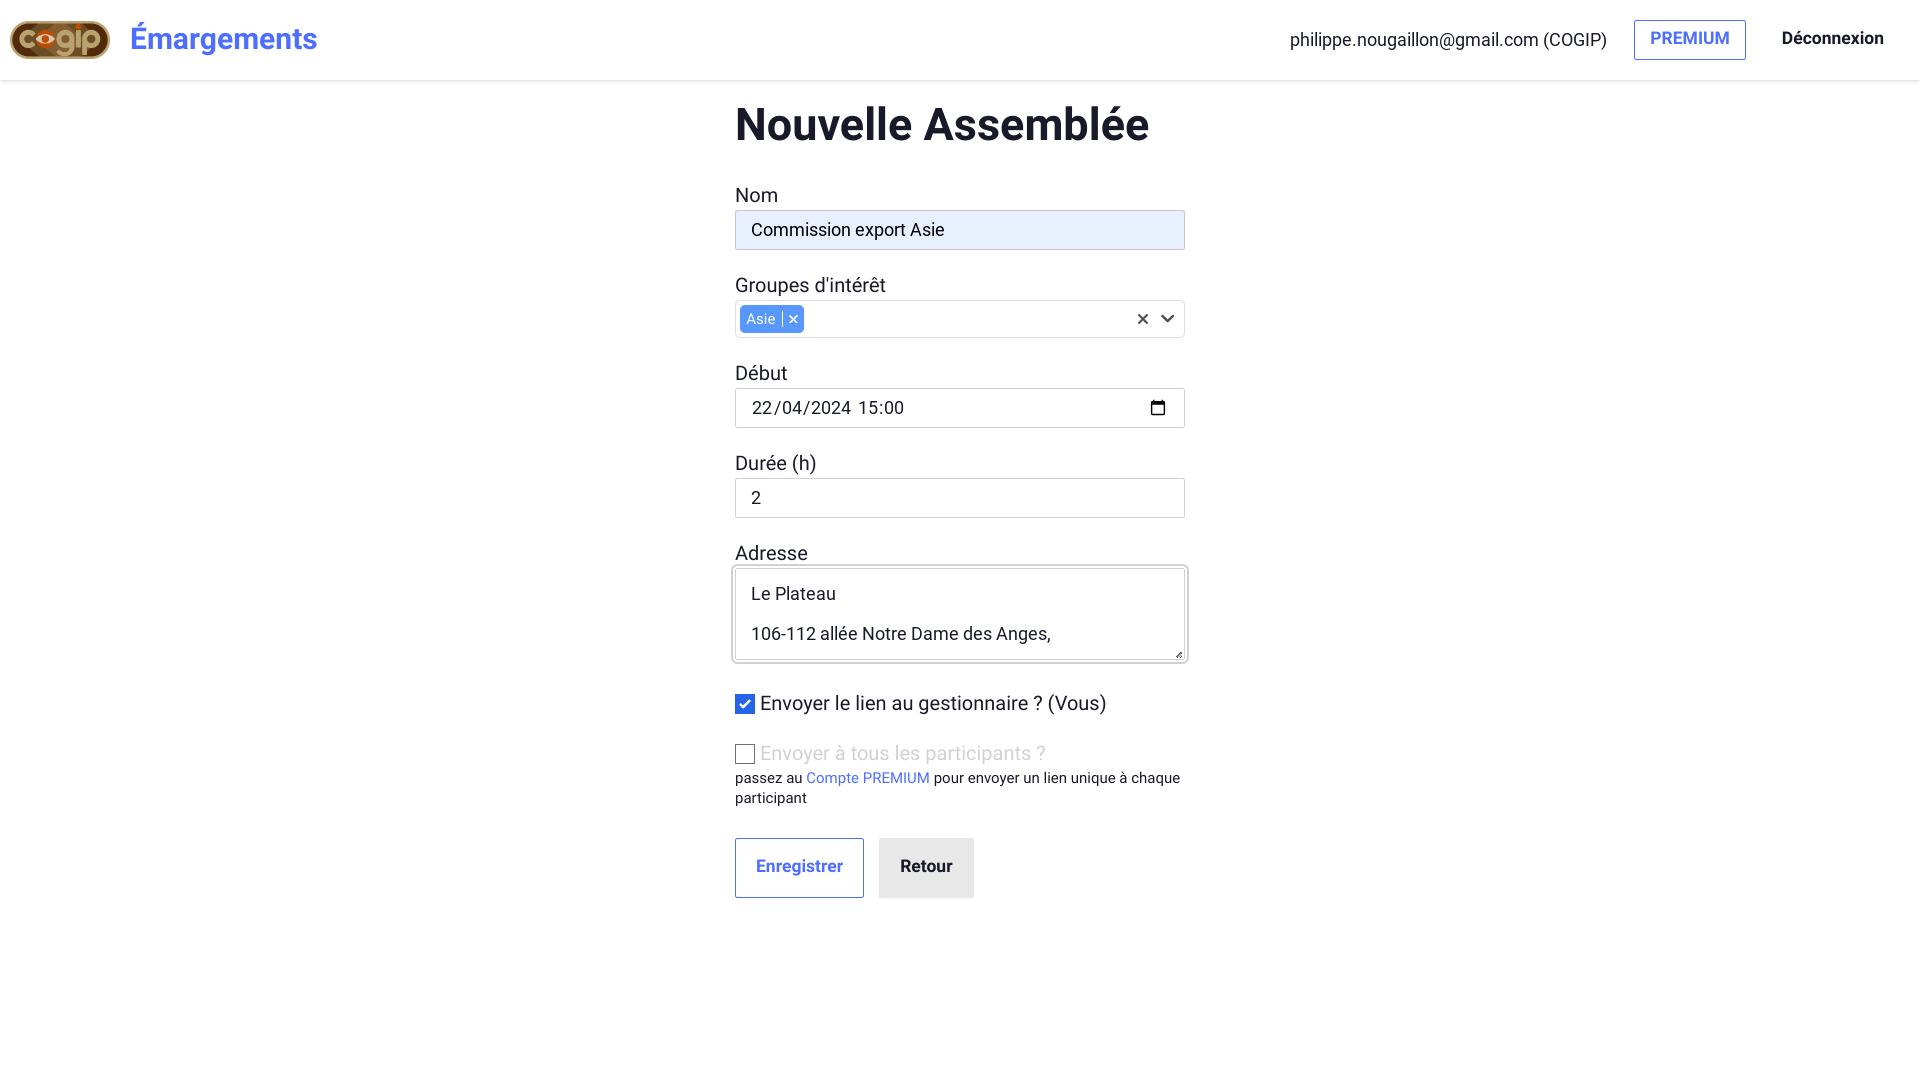 cogip
Émargements
philippe.nougaillon@gmail.com (COGIP)
PREMIUM
Déconnexion
Nouvelle Assemblée
Nom
Commission export Asie
Groupes d'intérêt
Asie
Début
22/04/2024 15:00
Durée (h)
2
Adresse
Le Plateau
106-112 allée Notre Dame des Anges,
Envoyer le lien au gestionnaire ? (Vous)
Envoyer à tous les participants ?
passez au Compte PREMIUM pour envoyer un lien unique à chaque
participant
Enregistrer
Retour